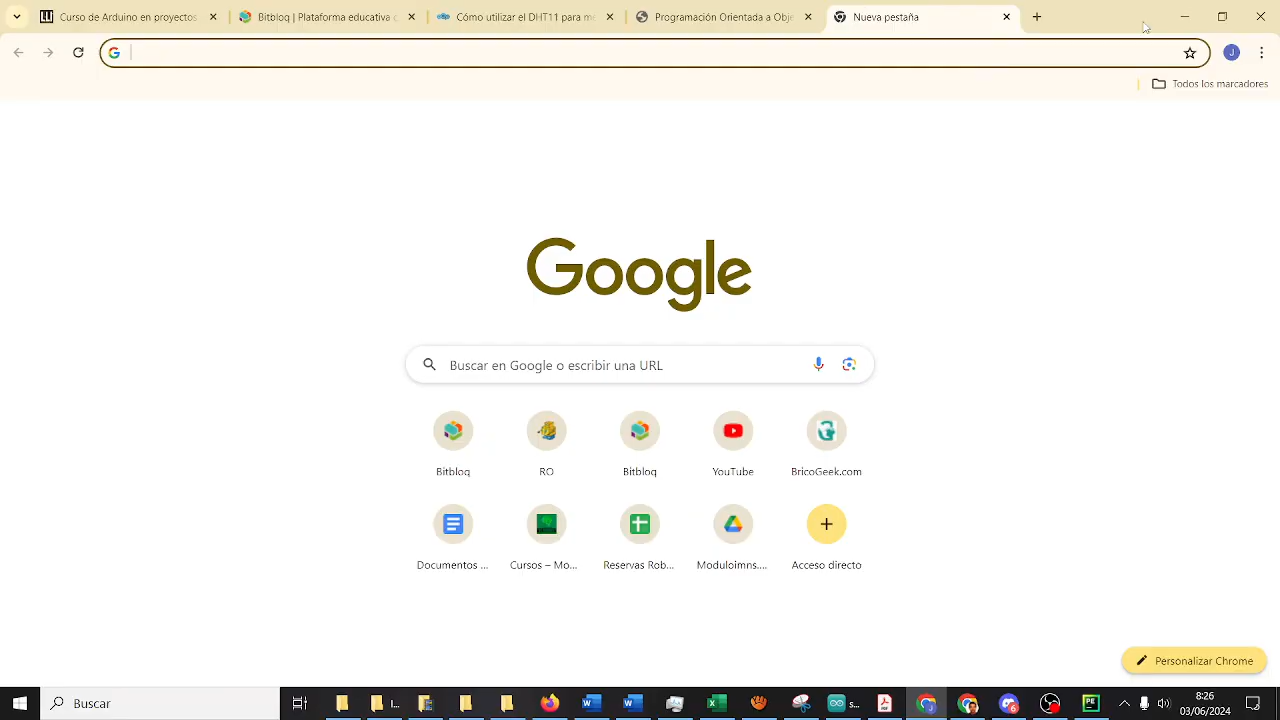 Curso de Arduino en proyectos
Bitbloq | Plataforma educativa d
Cómo utilizar el DHT11 para me
Programación Orientada a Obje
Nueva pestaña
J
Todos los marcadores
Google
Buscar en Google o escribir una URL
Bitbloq
RO
Bitbloq
YouTube
BricoGeek.com
Documentos ...
Cursos – Mo...
Reservas Rob...
Moduloimns....
Acceso directo
Personalizar Chrome
Buscar
8:26
03/06/2024